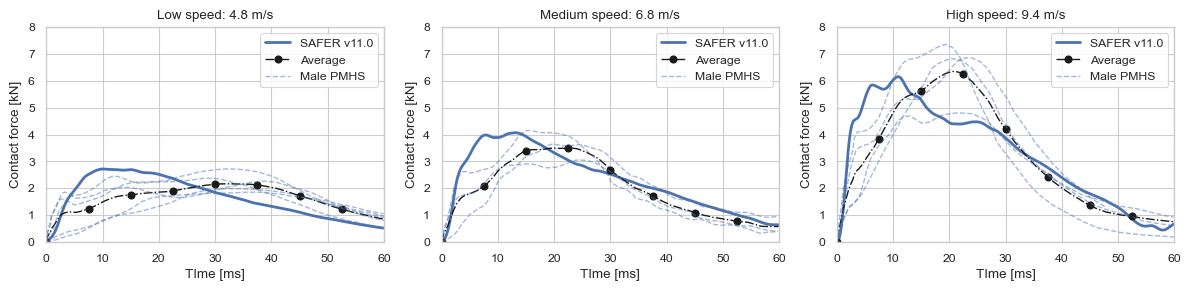 Low speed: 4.8 m/s
8
7
6
5
4
3
2
1
0
Contact force [kN]
SAFER v11.0
Average
Male PMHS
0 10 20 30 40 50 60
TIme [ms]
Medium speed: 6.8 m/s
8
7
6
5
4
3
2
1
0
Contact force [kN]
SAFER v11.0
Average
Male PMHS
0 10 20 30 40 50 60
TIme [ms]
High speed: 9.4 m/s
8
7
6
5
4
3
2
1
0
Contact force [kN]
SAFER v11.0
Average
Male PMHS
0 10 20 30 40 50 60
TIme [ms]